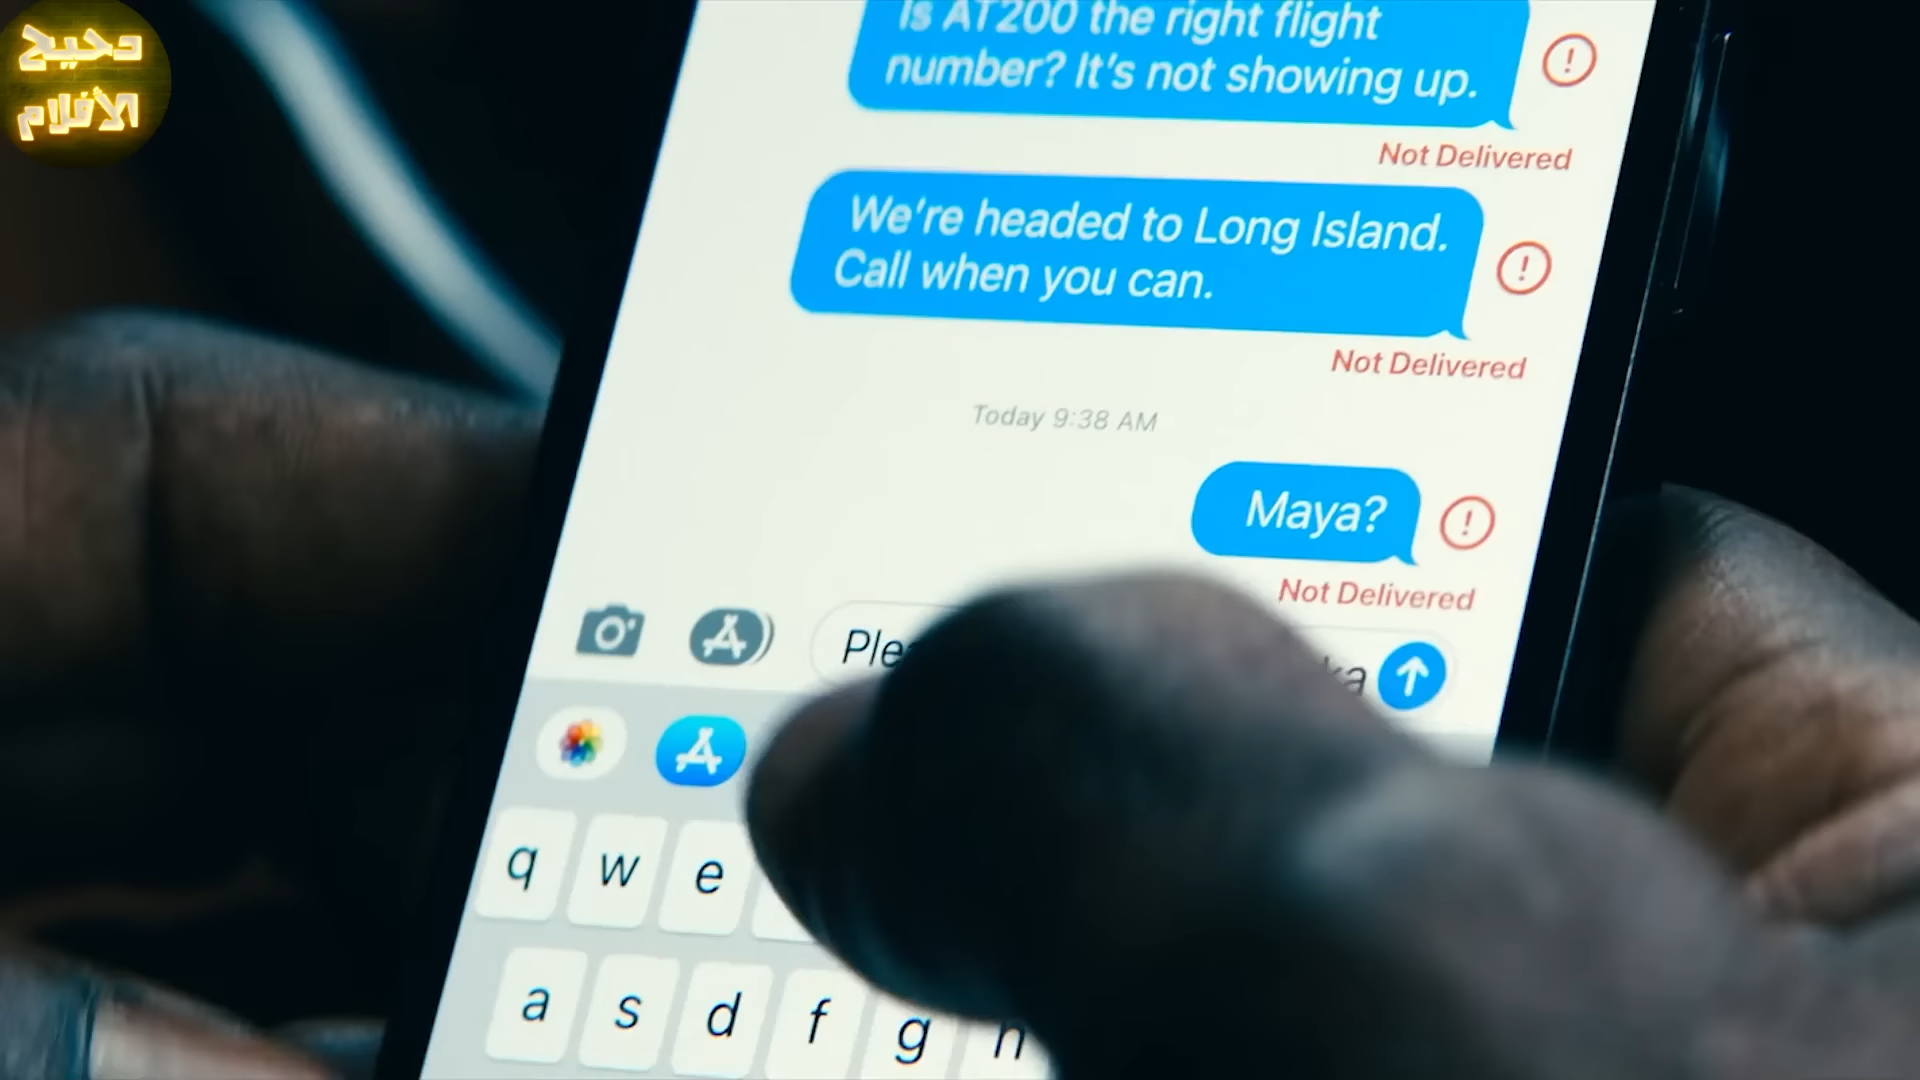 دحيح
الأفلام
Is AT200 the right flight
number? It's not showing up.
Not Delivered
We're headed to Long Island.
Call when you can.
Not Delivered
Today 9:38 AM
Maya?
Not Delivered
q w e
a s d f g h